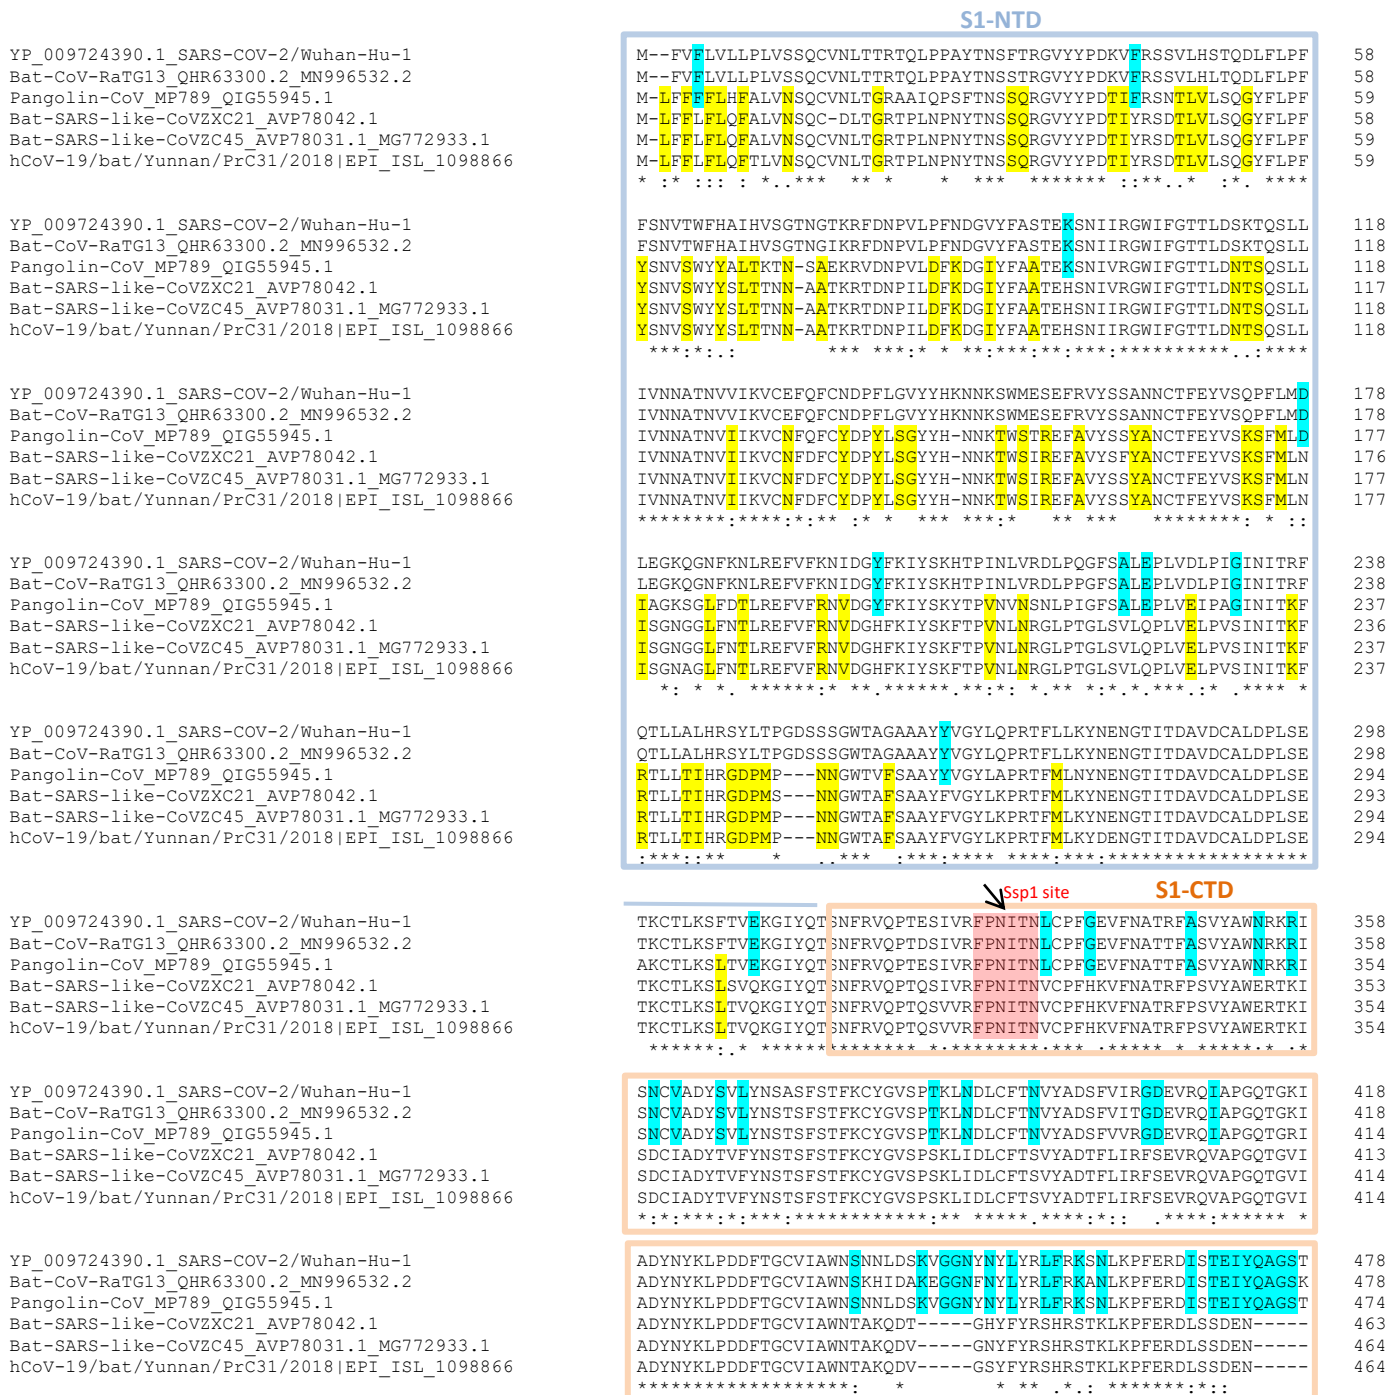 S1-NTD
YP_009724390.1_SARS-COV-2/Wuhan-Hu-1 M--FVFLVLLPLVSSQCVNLTTRTQLPPAYTNSFTRGVYYPDKVFRSSVLHSTQDLFLPF 58
Bat-CoV-RaTG13_QHR63300.2_MN996532.2 M--FVFLVLLPLVSSQCVNLTTRTQLPPAYTNSSTRGVYYPDKVFRSSVLHLTQDLFLPF 58
Pangolin-CoV_MP789_QIG55945.1 M-LFFFFLHFALVNSQCVNLTGRAAIQPSFTNSSQRGVYYPDTIFRSNTLVLSQGYFLPF 59
Bat-SARS-like-CoVZXC21_AVP78042.1 M-LFFLFLQFALVNSQC-DLTGRTPLNPNYTNSSQRGVYYPDTIYRSDTLVLSQGYFLPF 58
Bat-SARS-like-CoVZC45_AVP78031.1_MG772933.1 M-LFFLFLQFALVNSQCDLTGRTPLNPNYTNSSQRGVYYPDTIYRSDTLVLSQGYFLPF 59
hCoV-19/bat/Yunnan/PrC31/2018|EPI_ISL_1098866 M-LFFLFLQFTLVNSQCDLTGRTPLNPNYTNSSQRGVYYPDTIYRSDTLVLSQGYFLPF 59
* :* ::: : *..*** ** * * *** ******* ::**..* :*. ****
YP_009724390.1_SARS-COV-2/Wuhan-Hu-1 FSNVTWFHAIHVSGTNGTKRFDNPVLPFNDGVYFASTEKSNIIRGWIFGTTLDSKTQSLL 118
Bat-CoV-RaTG13_QHR63300.2_MN996532.2 FSNVTWFHAIHVSGTNGIKRFDNPVLPFNDGVYFASTEKSNIIRGWIFGTTLDSKTQSLL 118
Pangolin-CoV_MP789_QIG55945.1 YSNVSWYYALTKTN-SAEKRVDNPVLDFKDGIYFAATEKSNIVRGWIFGTTLDNTSQSLL 118
Bat-SARS-like-CoVZXC21_AVP78042.1 YSNVSWYYSLTTNN-AATKRTDNPILDFKDGIYFAATEHSNIVRGWIFGTTLDNTSQSLL 117
Bat-SARS-like-CoVZC45_AVP78031.1_MG772933.1 YSNVSWYYSLTTNN-AATKRTDNPILDFKDGIYFAATEHSNIIRGWIFGTTLDNTSQSLL 118
hCoV-19/bat/Yunnan/PrC31/2018|EPI_ISL_1098866 YSNVSWYYSLTTNN-AATKRTDNPILDFKDGIYFAATEHSNIIRGWIFGTTLDNTSQSLL 118
***:*:.: *** ***:* *:**:***:**:***:**********..:****
YP_009724390.1_SARS-COV-2/Wuhan-Hu-1 IVNNATNVVIKVCEFQFCNDPFLGVYYHKNNKSWMESEFRVYSSANNCTFEYVSQPFLMD 178
Bat-CoV-RaTG13_QHR63300.2_MN996532.2 IVNNATNVVIKVCEFQFCNDPFLGVYYHKNNKSWMESEFRVYSSANNCTFEYVSQPFLMD 178
Pangolin-CoV_MP789_QIG55945.1 IVNNATNVIIKVCNFQFCYDPYLSGYYH-NNKTWSTREFAVYSSYANCTFEYVSKSFMLD 177
Bat-SARS-like-CoVZXC21_AVP78042.1 IVNNATNVIIKVCNFDFCYDPYLSGYYH-NNKTWSIREFAVYSFYANCTFEYVSKSFMLN 176
Bat-SARS-like-CoVZC45_AVP78031.1_MG772933.1 IVNNATNVIIKVCNFDFCYDPYLSGYYH-NNKTWSIREFAVYSSYANCTFEYVSKSFMLN 177
hCoV-19/bat/Yunnan/PrC31/2018|EPI_ISL_1098866 IVNNATNVIIKVCNFDFCYDPYLSGYYH-NNKTWSIREFAVYSSYANCTFEYVSKSFMLN 177
********:****:*:** **:* *** ***:* ** *** ********: *::
YP_009724390.1_SARS-COV-2/Wuhan-Hu-1 LEGKQGNFKNLREFVFKNIDGYFKIYSKHTPINLVRDLPQGFSALEPLVDLPIGINITRF 238
Bat-CoV-RaTG13_QHR63300.2_MN996532.2 LEGKQGNFKNLREFVFKNIDGYFKIYSKHTPINLVRDLPPGFSALEPLVDLPIGINITRF 238
Pangolin-CoV_MP789_QIG55945.1 IAGKSGLFDTLREFVFRNVDGYFKIYSKYTPVNVNSNLPIGFSALEPLVEIPAGINITKF 237
Bat-SARS-like-CoVZXC21_AVP78042.1 ISGNGGLFNTLREFVFRNVDGHFKIYSKFTPVNLNRGLPTGLSVLQPLVELPVSINITKF 236
Bat-SARS-like-CoVZC45_AVP78031.1_MG772933.1 ISGNGGLFNTLREFVFRNVDGHFKIYSKFTPVNLNRGLPTGLSVLQPLVELPVSINITKF 237
hCoV-19/bat/Yunnan/PrC31/2018|EPI_ISL_1098866 ISGNAGLFNTLREFVFRNVDGHFKIYSKFTPVNLNRGLPTGLSVLQPLVELPVSINITKF 237
*: * *. ******:* **.******.**:*: .** *:*.*.***.:* .**** *
YP_009724390.1_SARS-COV-2/Wuhan-Hu-1 QTLLALHRSYLTPGDSSSGWTAGAAAYYVGYLQPRTFLLKYNENGTITDAVDCALDPLSE 298
Bat-CoV-RaTG13_QHR63300.2_MN996532.2 QTLLALHRSYLTPGDSSSGWTAGAAAYYVGYLQPRTFLLKYNENGTITDAVDCALDPLSE 298
Pangolin-CoV_MP789_QIG55945.1 RTLLTIHRGDPMP---NNGWTVFSAAYYVGYLAPRTFMLNYNENGTITDAVDCALDPLSE 294
Bat-SARS-like-CoVZXC21_AVP78042.1 RTLLTIHRGDPMS---NNGWTAFSAAYFVGYLKPRTFMLKYNENGTITDAVDCALDPLSE 293
Bat-SARS-like-CoVZC45_AVP78031.1_MG772933.1 RTLLTIHRGDPMP---NNGWTAFSAAYFVGYLKPRTFMLKYNENGTITDAVDCALDPLSE 294
hCoV-19/bat/Yunnan/PrC31/2018|EPI_ISL_1098866 RTLLTIHRGDPMP---NNGWTAFSAAYFVGYLKPRTFMLKYDENGTITDAVDCALDPLSE 294
:***::** * ..*** :***:**** ****:*:******************
Ssp1 site S1-CTD
YP_009724390.1_SARS-COV-2/Wuhan-Hu-1 TKCTLKSFTVEKGIYQTSNFRVQPTESIVRFPNITNLCPFGEVFNATRFASVYAWNRKRI 358
Bat-CoV-RaTG13_QHR63300.2_MN996532.2 TKCTLKSFTVEKGIYQTSNFRVQPTDSIVRFPNITNLCPFGEVFNATTFASVYAWNRKRI 358
Pangolin-CoV_MP789_QIG55945.1 AKCTLKSLTVEKGIYQTSNFRVQPTESIVRFPNITNLCPFGEVFNATTFASVYAWNRKRI 354
Bat-SARS-like-CoVZXC21_AVP78042.1 TKCTLKSLSVQKGIYQTSNFRVQPTQSIVRFPNITNVCPFHKVFNATRFPSVYAWERTKI 353
Bat-SARS-like-CoVZC45_AVP78031.1_MG772933.1 TKCTLKSLTVQKGIYQTSNFRVQPTQSVVRFPNITNVCPFHKVFNATRFPSVYAWERTKI 354
hCoV-19/bat/Yunnan/PrC31/2018|EPI_ISL_1098866 TKCTLKSLTVQKGIYQTSNFRVQPTQSVVRFPNITNVCPFHKVFNATRFPSVYAWERTKI 354
******:.* ************** *:********:*** :***** * *****:* :*
YP_009724390.1_SARS-COV-2/Wuhan-Hu-1 SNCVADYSVLYNSASFSTFKCYGVSPTKLNDLCFTNVYADSFVIRGDEVRQIAPGQTGKI 418
Bat-CoV-RaTG13_QHR63300.2_MN996532.2 SNCVADYSVLYNSTSFSTFKCYGVSPTKLNDLCFTNVYADSFVITGDEVRQIAPGQTGKI 418
Pangolin-CoV_MP789_QIG55945.1 SNCVADYSVLYNSTSFSTFKCYGVSPTKLNDLCFTNVYADSFVVRGDEVRQIAPGQTGRI 414
Bat-SARS-like-CoVZXC21_AVP78042.1 SDCIADYTVFYNSTSFSTFKCYGVSPSKLIDLCFTSVYADTFLIRFSEVRQVAPGQTGVI 413
Bat-SARS-like-CoVZC45_AVP78031.1_MG772933.1 SDCIADYTVFYNSTSFSTFKCYGVSPSKLIDLCFTSVYADTFLIRFSEVRQVAPGQTGVI 414
hCoV-19/bat/Yunnan/PrC31/2018|EPI_ISL_1098866 SDCIADYTVFYNSTSFSTFKCYGVSPSKLIDLCFTSVYADTFLIRFSEVRQVAPGQTGVI 414
*:*:***:*:***:************:** *****.****:*:: .****:****** *
YP_009724390.1_SARS-COV-2/Wuhan-Hu-1 ADYNYKLPDDFTGCVIAWNSNNLDSKVGGNYNYLYRLFRKSNLKPFERDISTEIYQAGST 478
Bat-CoV-RaTG13_QHR63300.2_MN996532.2 ADYNYKLPDDFTGCVIAWNSKHIDAKEGGNFNYLYRLFRKANLKPFERDISTEIYQAGSK 478
Pangolin-CoV_MP789_QIG55945.1 ADYNYKLPDDFTGCVIAWNSNNLDSKVGGNYNYLYRLFRKSNLKPFERDISTEIYQAGST 474
Bat-SARS-like-CoVZXC21_AVP78042.1 ADYNYKLPDDFTGCVIAWNTAKQDT-----GHYFYRSHRSTKLKPFERDLSSDEN----- 463
Bat-SARS-like-CoVZC45_AVP78031.1_MG772933.1 ADYNYKLPDDFTGCVIAWNTAKQDV-----GNYFYRSHRSTKLKPFERDLSSDEN----- 464
hCoV-19/bat/Yunnan/PrC31/2018|EPI_ISL_1098866 ADYNYKLPDDFTGCVIAWNTAKQDV-----GSYFYRSHRSTKLKPFERDLSSDEN----- 464
*******************: * * ** .*.: *******:*::